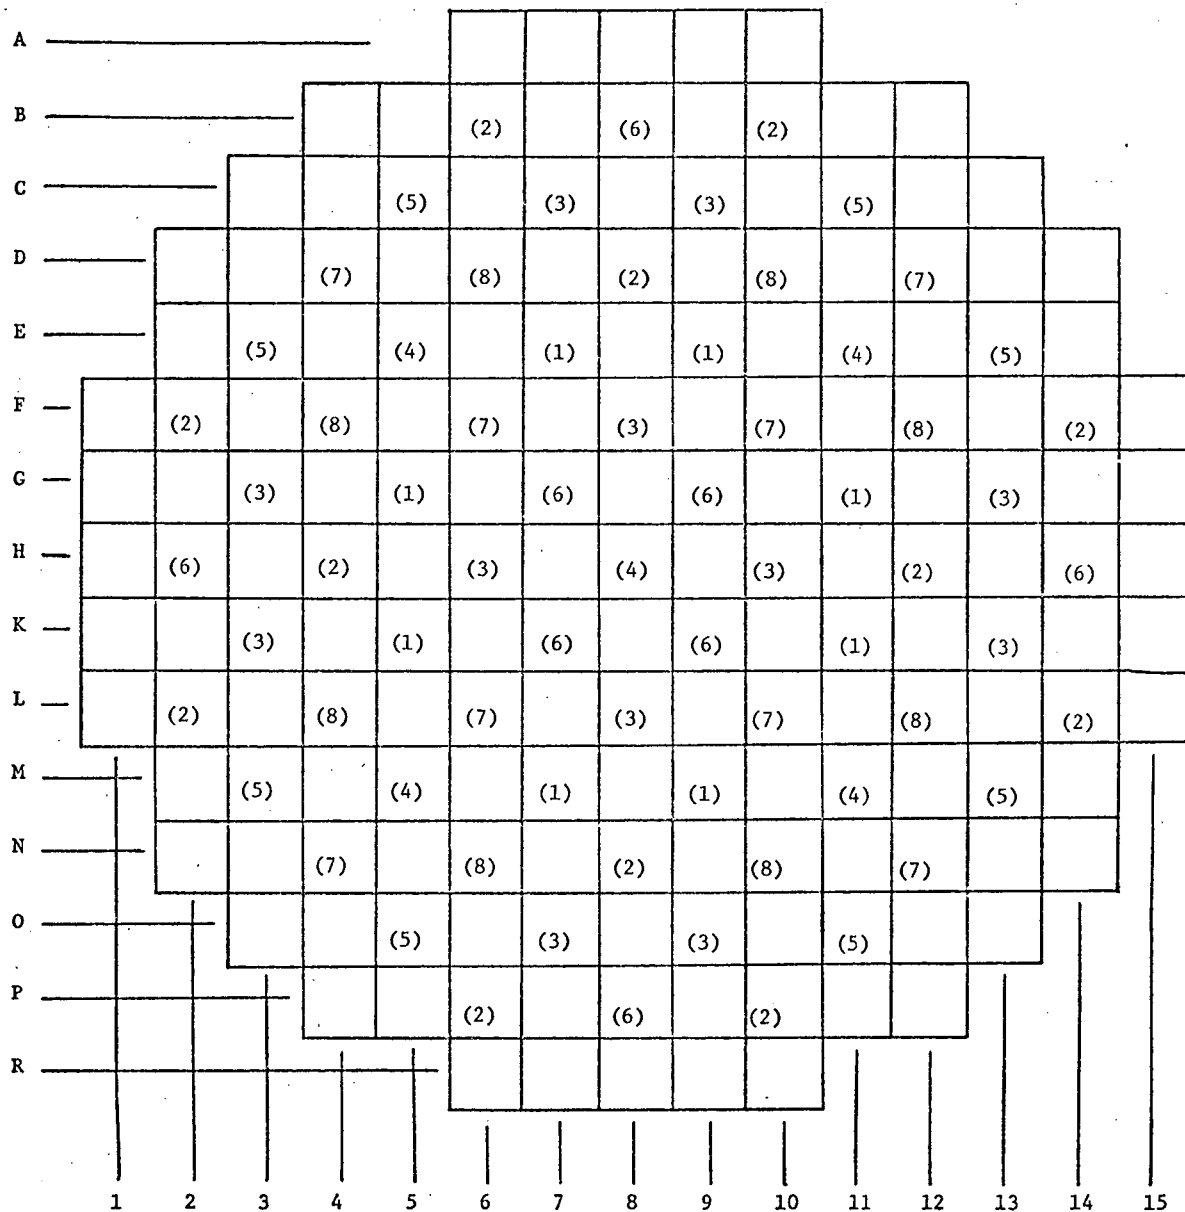 A
B (2) (6) (2)
C (5) (3) (3) (5)
D (7) (8) (2) (8) (7)
E (5) (4) (1) (1) (4) (5)
F (2) (8) (7) (3) (7) (8) (2)
G (3) (1) (6) (6) (1) (3)
H (6) (2) (3) (4) (3) (2) (6)
K (3) (1) (6) (6) (1) (3)
L (2) (8) (7) (3) (7) (8) (2)
M (5) (4) (1) (1) (4) (5)
N (7) (8) (2) (8) (7)
O (5) (3) (3) (5)
P (2) (6) (2)
R
1 2 3 4 5 6 7 8 9 10 11 12 13 14 15